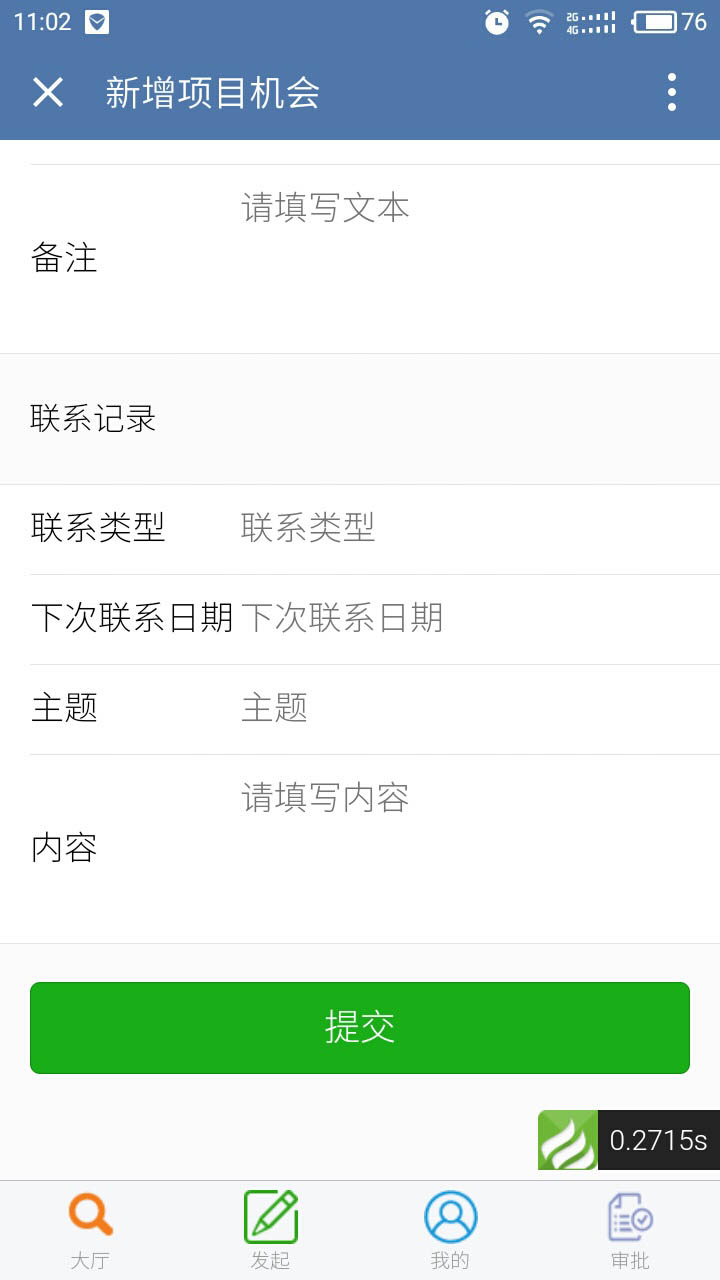 11:02
2G
4G
76
新增项目机会
请填写文本
备注
联系记录
联系类型 联系类型
下次联系日期 下次联系日期
主题 主题
请填写内容
内容
提交
0.2715s
大厅 发起 我的 审批